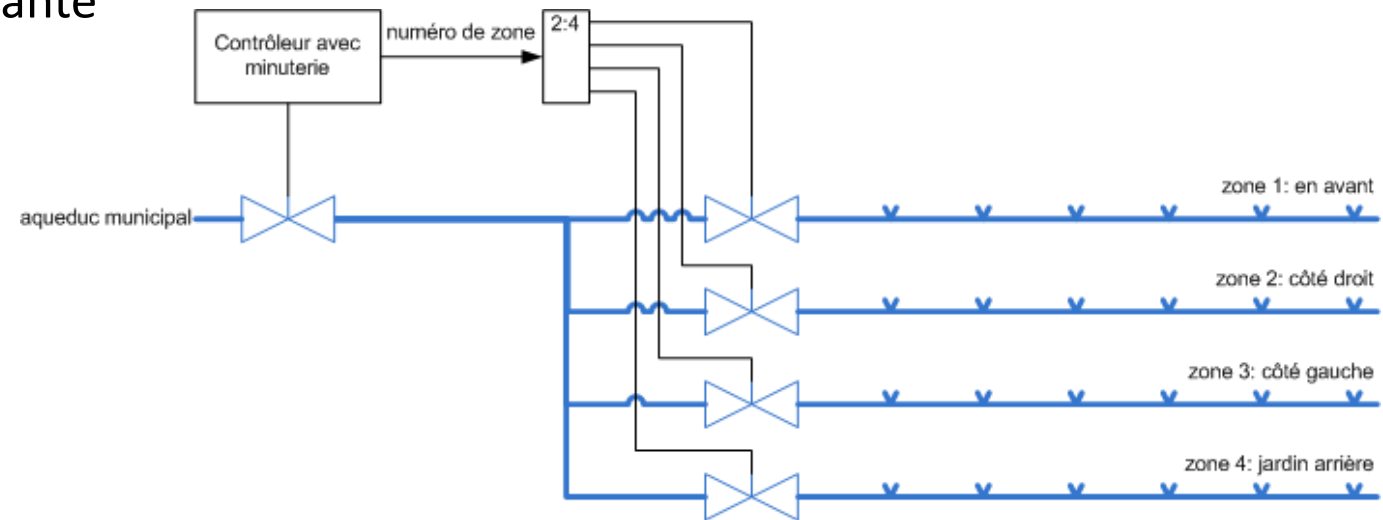 Contrôleur avec
minuterie
numéro de zone
2:4
aqueduc municipal
zone 1: en avant
zone 2: côté droit
zone 3: côté gauche
zone 4: jardin arrière